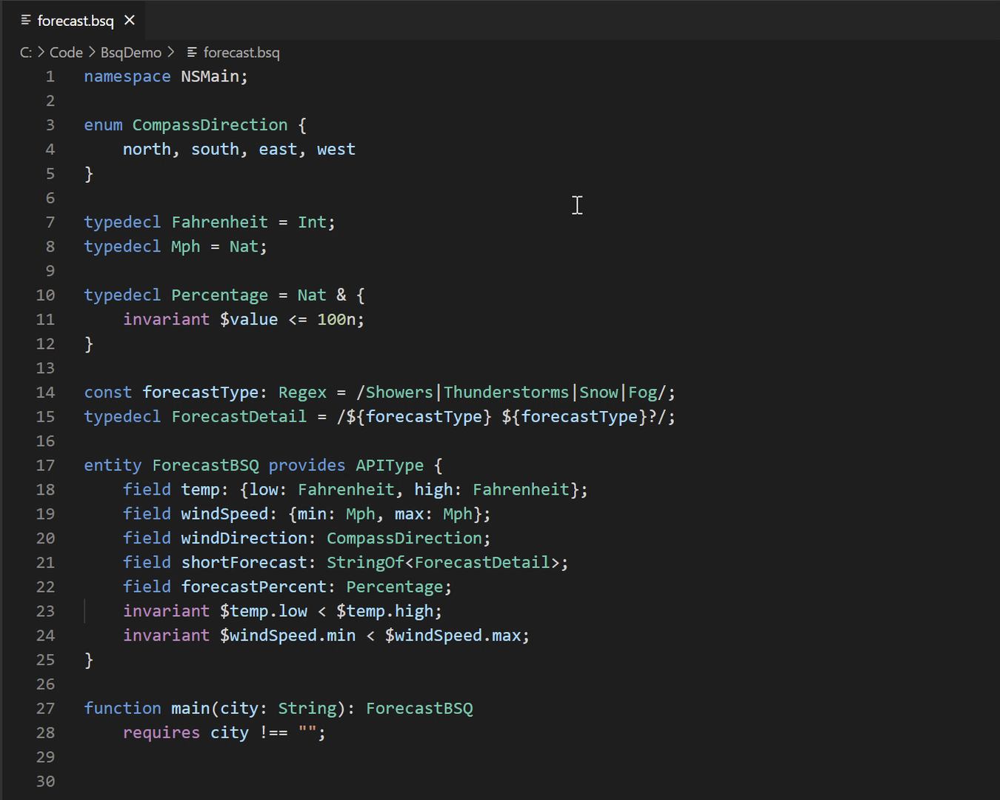 forecast.bsq
C: > Code > BsqDemo > forecast.bsq
1 namespace NSMain;
2
3 enum CompassDirection {
4     north, south, east, west
5 }
6
7 typedecl Fahrenheit = Int;
8 typedecl Mph = Nat;
9
10 typedecl Percentage = Nat & {
11     invariant $value <= 100n;
12 }
13
14 const forecastType: Regex = /Showers|Thunderstorms|Snow|Fog/;
15 typedecl ForecastDetail = /${forecastType} ${forecastType}?/;
16
17 entity ForecastBSQ provides APIType {
18     field temp: {low: Fahrenheit, high: Fahrenheit};
19     field windSpeed: {min: Mph, max: Mph};
20     field windDirection: CompassDirection;
21     field shortForecast: StringOf<ForecastDetail>;
22     field forecastPercent: Percentage;
23     invariant $temp.low < $temp.high;
24     invariant $windSpeed.min < $windSpeed.max;
25 }
26
27 function main(city: String): ForecastBSQ
28     requires city !== "";
29
30